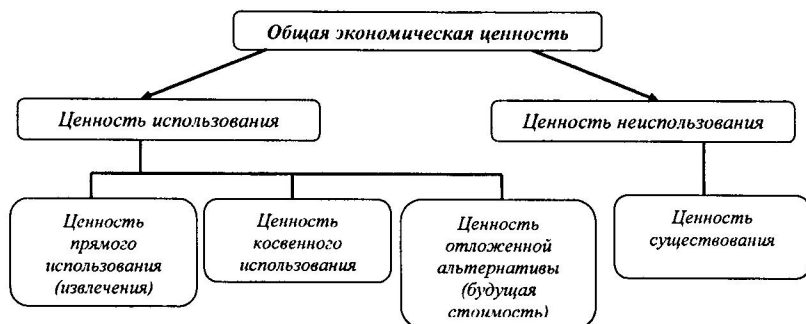 Общая экономическая ценность
Ценность использования
Ценность неиспользования
Ценность
прямого
использования
(извлечения)
Ценность
косвенного
использования
Ценность
отложенной
альтернативы
(будущая
стоимость)
Ценность
существования